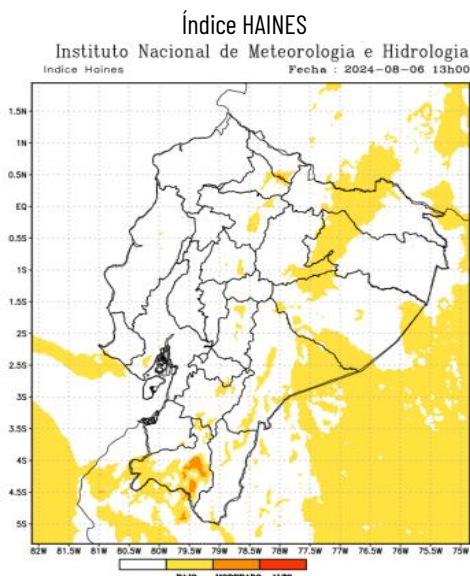 Índice HAINES
Instituto Nacional de Meteorologia e Hidrologia
Indice Haines Fecha : 2024-08-06 13h00
1.5N
1N
0.5N
EQ
0.5S
1S
1.5S
2S
2.5S
3S
3.5S
4S
4.5S
5S
82W 81.5W 81W 80.5W 80W 79.5W 79W 78.5W 78W 77.5W 77W 76.5W 76W 75.5W 75W
BAJO MODERADO ALTO